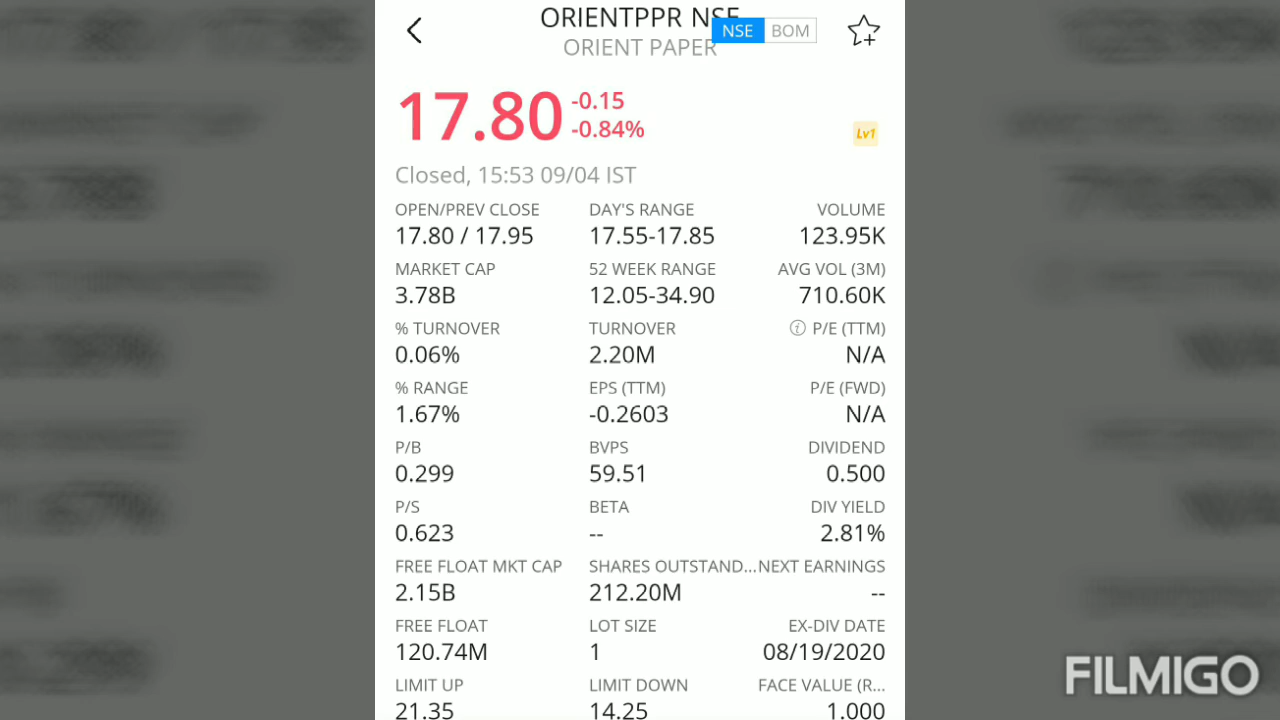 ORIENTPPR NSE
NSE BOM
ORIENT PAPER
17.80 -0.15
-0.84%
Lv1
Closed, 15:53 09/04 IST
OPEN/PREV CLOSE DAY'S RANGE VOLUME
17.80 / 17.95 17.55-17.85 123.95K
MARKET CAP 52 WEEK RANGE AVG VOL (3M)
3.78B 12.05-34.90 710.60K
% TURNOVER TURNOVER P/E (TTM)
0.06% 2.20M N/A
% RANGE EPS (TTM) P/E (FWD)
1.67% -0.2603 N/A
P/B BVPS DIVIDEND
0.299 59.51 0.500
P/S BETA DIV YIELD
0.623 -- 2.81%
FREE FLOAT MKT CAP SHARES OUTSTAND... NEXT EARNINGS
2.15B 212.20M --
FREE FLOAT LOT SIZE EX-DIV DATE
120.74M 1 08/19/2020
LIMIT UP LIMIT DOWN FACE VALUE (R...
21.35 14.25 1.000
FILMIGO